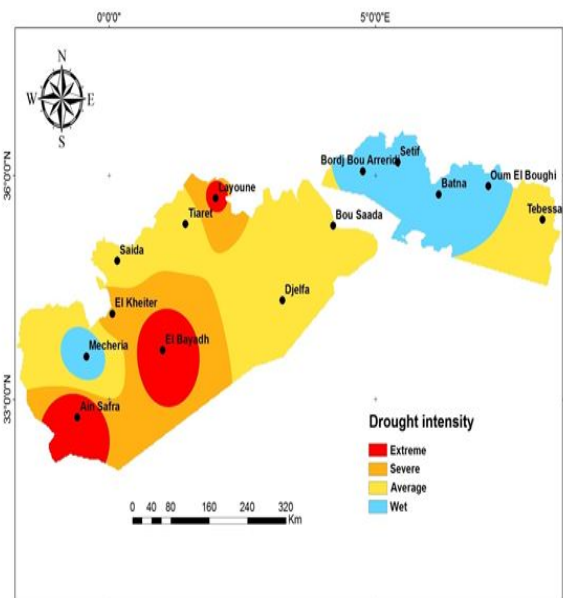 0°0'0"
5°0'0"E
N
W
E
S
36°0'0"N
33°0'0"N
Setif
Bordj Bou Arreridj
Oum El Boughi
Batna
Layoune
Tebessa
Tiaret
Bou Saada
Saida
Djelfa
El Kheiter
Mecheria
El Bayadh
Ain Safra
Drought intensity
Extreme
Severe
Average
Wet
0 20 40 80 160 240 320
Km